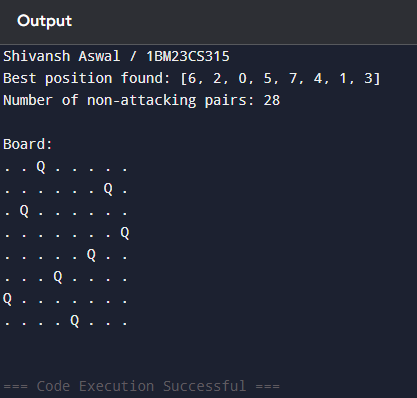 Output
Shivansh Aswal / 1BM23CS315
Best position found: [6, 2, 0, 5, 7, 4, 1, 3]
Number of non-attacking pairs: 28
Board:
. . Q . . . . .
. . . . . . Q .
. Q . . . . . .
. . . . . . . Q
. . . . . Q . .
. . . Q . . . .
Q . . . . . . .
. . . . Q . . .
=== Code Execution Successful ===